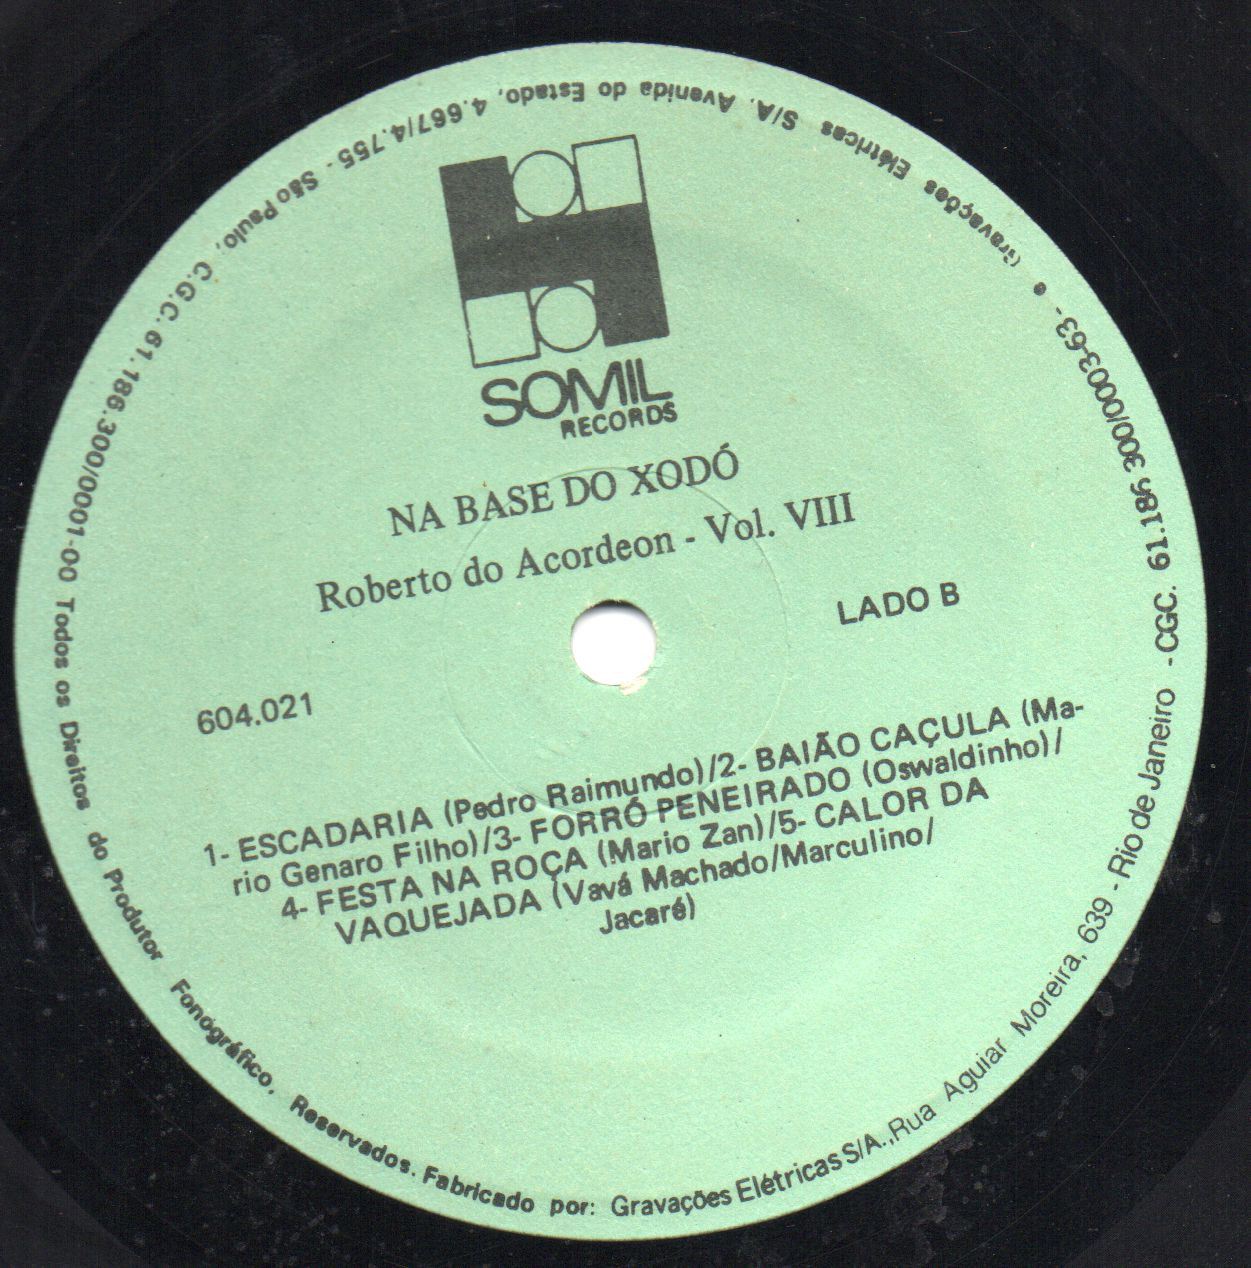 SOMIL
RECORDS
NA BASE DO XODÓ
Roberto do Acordeon - Vol. VIII
LADO B
604.021
1- ESCADARIA (Pedro Raimundo)/2- BAIÃO CAÇULA (Ma-
rio Genaro Filho)/3- FORRÓ PENEIRADO (Oswaldinho)/
4- FESTA NA ROÇA (Mario Zan)/5- CALOR DA
VAQUEJADA (Vavá Machado/Marculino/
Jacaré)
Gravações Elétricas S/A. Avenida do Estado, 4.667/4.755 - São Paulo, C.G.C. 61.186.300/0001-00 Todos os Direitos do Produtor Fonográfico, Reservados. Fabricado por: Gravações Elétricas S/A., Rua Aguiar Moreira, 639 - Rio de Janeiro - CGC. 61.186 300/0003-63 -